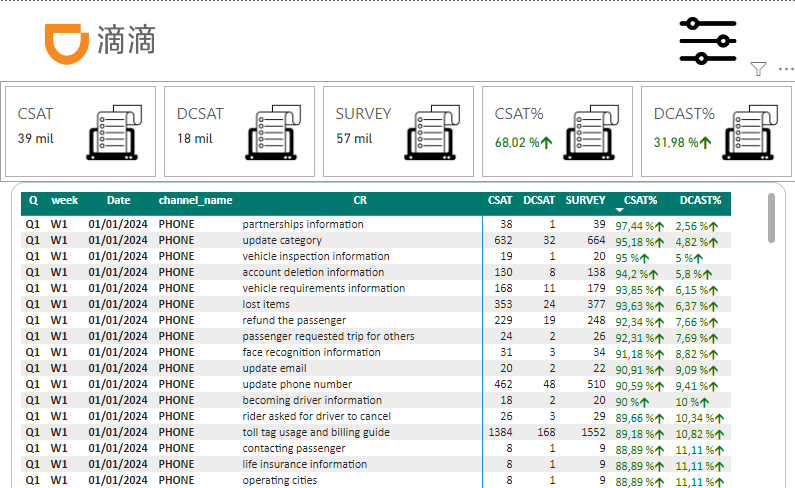 滴滴
CSAT
39 mil
DCSAT
18 mil
SURVEY
57 mil
CSAT%
68,02 %↑
DCAST%
31,98 %↑
Q week Date channel_name CR CSAT DCSAT SURVEY CSAT% DCAST%
Q1 W1 01/01/2024 PHONE partnerships information 38 1 39 97,44 %↑ 2,56 %↑
Q1 W1 01/01/2024 PHONE update category 632 32 664 95,18 %↑ 4,82 %↑
Q1 W1 01/01/2024 PHONE vehicle inspection information 19 1 20 95 %↑ 5 %↑
Q1 W1 01/01/2024 PHONE account deletion information 130 8 138 94,2 %↑ 5,8 %↑
Q1 W1 01/01/2024 PHONE vehicle requirements information 168 11 179 93,85 %↑ 6,15 %↑
Q1 W1 01/01/2024 PHONE lost items 353 24 377 93,63 %↑ 6,37 %↑
Q1 W1 01/01/2024 PHONE refund the passenger 229 19 248 92,34 %↑ 7,66 %↑
Q1 W1 01/01/2024 PHONE passenger requested trip for others 24 2 26 92,31 %↑ 7,69 %↑
Q1 W1 01/01/2024 PHONE face recognition information 31 3 34 91,18 %↑ 8,82 %↑
Q1 W1 01/01/2024 PHONE update email 20 2 22 90,91 %↑ 9,09 %↑
Q1 W1 01/01/2024 PHONE update phone number 462 48 510 90,59 %↑ 9,41 %↑
Q1 W1 01/01/2024 PHONE becoming driver information 18 2 20 90 %↑ 10 %↑
Q1 W1 01/01/2024 PHONE rider asked for driver to cancel 26 3 29 89,66 %↑ 10,34 %↑
Q1 W1 01/01/2024 PHONE toll tag usage and billing guide 1384 168 1552 89,18 %↑ 10,82 %↑
Q1 W1 01/01/2024 PHONE contacting passenger 8 1 9 88,89 %↑ 11,11 %↑
Q1 W1 01/01/2024 PHONE life insurance information 8 1 9 88,89 %↑ 11,11 %↑
Q1 W1 01/01/2024 PHONE operating cities 8 1 9 88,89 %↑ 11,11 %↑